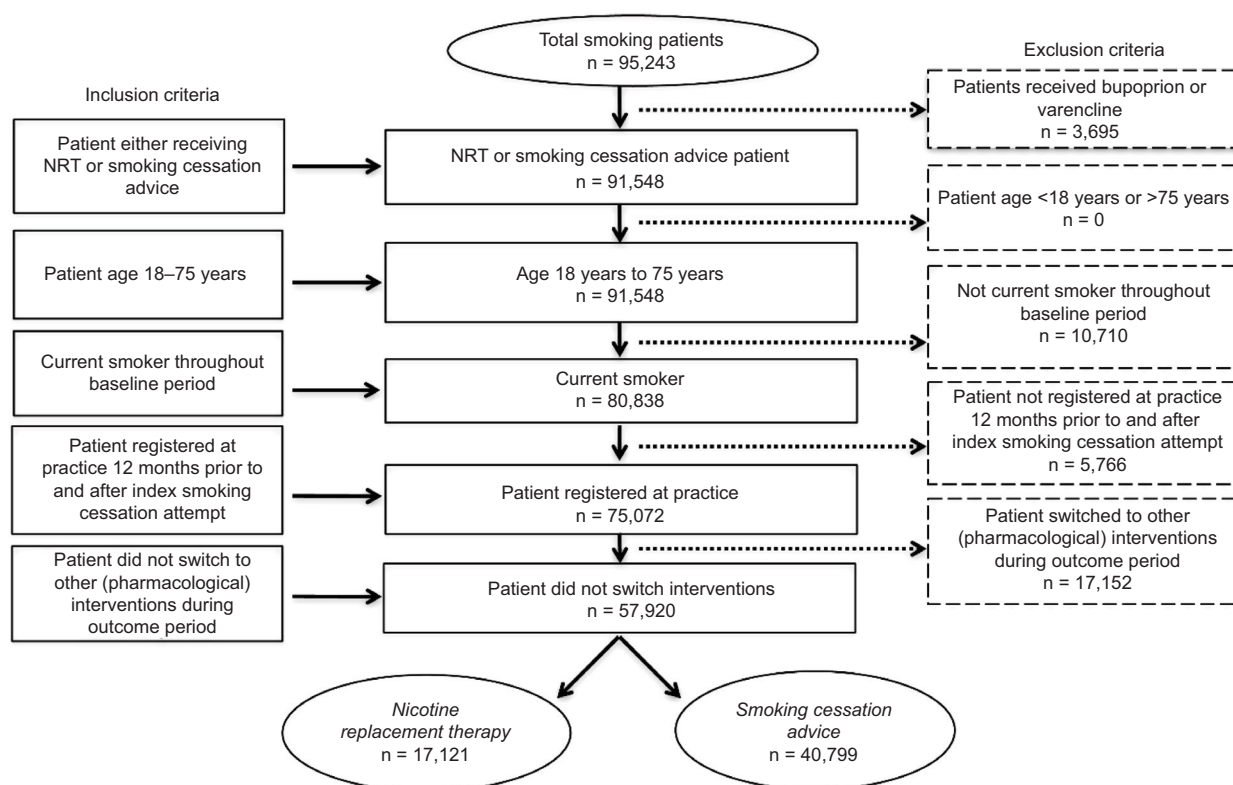 Total smoking patients
n = 95,243
Inclusion criteria
Exclusion criteria
Patients received bupoprion or
varencline
n = 3,695
Patient either receiving
NRT or smoking cessation
advice
NRT or smoking cessation advice patient
n = 91,548
Patient age <18 years or >75 years
n = 0
Patient age 18–75 years
Age 18 years to 75 years
n = 91,548
Not current smoker throughout
baseline period
n = 10,710
Current smoker throughout
baseline period
Current smoker
n = 80,838
Patient not registered at practice
12 months prior to and after
index smoking cessation attempt
n = 5,766
Patient registered at
practice 12 months prior to
and after index smoking
cessation attempt
Patient registered at practice
n = 75,072
Patient switched to other
(pharmacological) interventions
during outcome period
n = 17,152
Patient did not switch to
other (pharmacological)
interventions during
outcome period
Patient did not switch interventions
n = 57,920
Nicotine
replacement therapy
n = 17,121
Smoking cessation
advice
n = 40,799